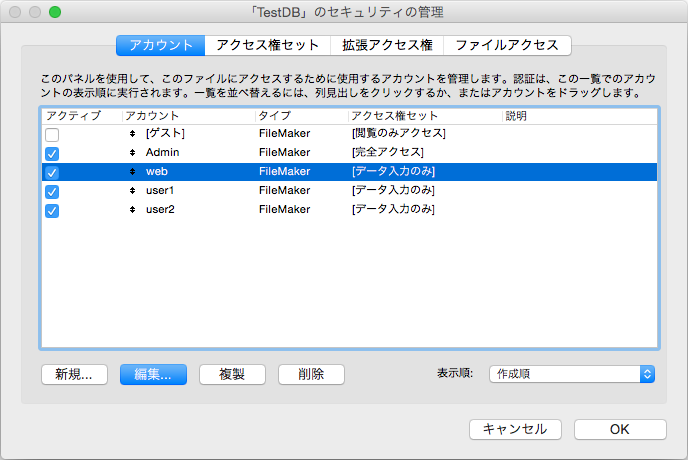 「TestDB」のセキュリティの管理
アカウント アクセス権セット 拡張アクセス権 ファイルアクセス
このパネルを使用して、このファイルにアクセスするために使用するアカウントを管理します。認証は、この一覧でのアカウ
ントの表示順に実行されます。一覧を並べ替えるには、列見出しをクリックするか、またはアカウントをドラッグします。
アクティブ アカウント タイプ アクセス権セット 説明
[ゲスト] FileMaker [閲覧のみアクセス]
Admin FileMaker [完全アクセス]
web FileMaker [データ入力のみ]
user1 FileMaker [データ入力のみ]
user2 FileMaker [データ入力のみ]
新規... 編集... 複製 削除 表示順: 作成順
キャンセル OK